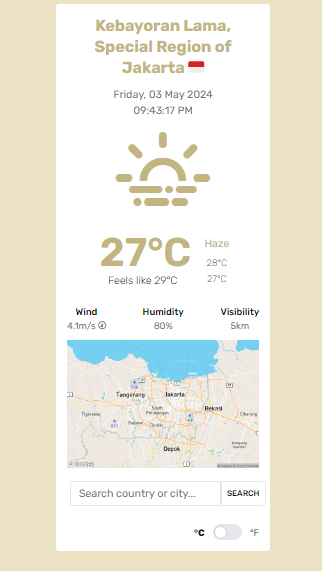 Kebayoran Lama,
Special Region of
Jakarta
Friday, 03 May 2024
09:43:17 PM
27°C
Haze
28°C
27°C
Feels like 29°C
Wind
Humidity
Visibility
4.1m/s
80%
5km
Tangerang
Jakarta
South
Bekasi
Cikarang
Depok
Search country or city...
SEARCH
°C
°F